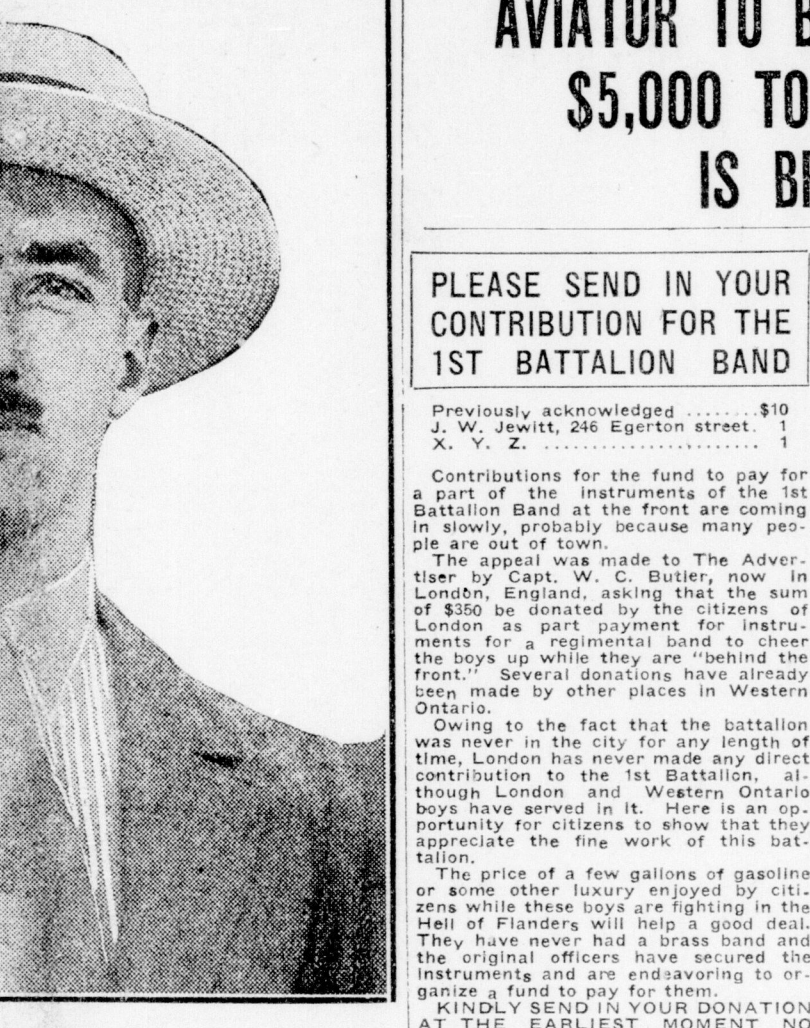 AVIATOR TO B
$5,000 TO
IS
PLEASE SEND IN YOUR
CONTRIBUTION FOR THE
1ST BATTALION BAND
Previously acknowledged ........$10
J. W. Jewitt, 246 Egerton street. 1
X. Y. Z. ....................... 1
Contributions for the fund to pay for
a part of the instruments of the 1st
Battalion Band at the front are coming
in slowly, probably because many peo-
ple are out of town.
The appeal was made to The Adver-
tiser by Capt. W. C. Butler, now in
London, England, asking that the sum
of $350 be donated by the citizens of
London as part payment for instru-
ments for a regimental band to cheer
the boys up while they are "behind the
front." Several donations have already
been made by other places in Western
Ontario.
Owing to the fact that the battalion
was never in the city for any length of
time, London has never made any direct
contribution to the 1st Battalion, al-
though London and Western Ontario
boys have served in it. Here is an op-
portunity for citizens to show that they
appreciate the fine work of this bat-
talion.
The price of a few gallons of gasoline
or some other luxury enjoyed by citi-
zens while these boys are fighting in the
Hell of Flanders will help a good deal.
They have never had a brass band and
the original officers have secured the
instruments and are endeavoring to or-
ganize a fund to pay for them.
KINDLY SEND IN YOUR DONATION
AT THE EARLIEST MOMENT. NO